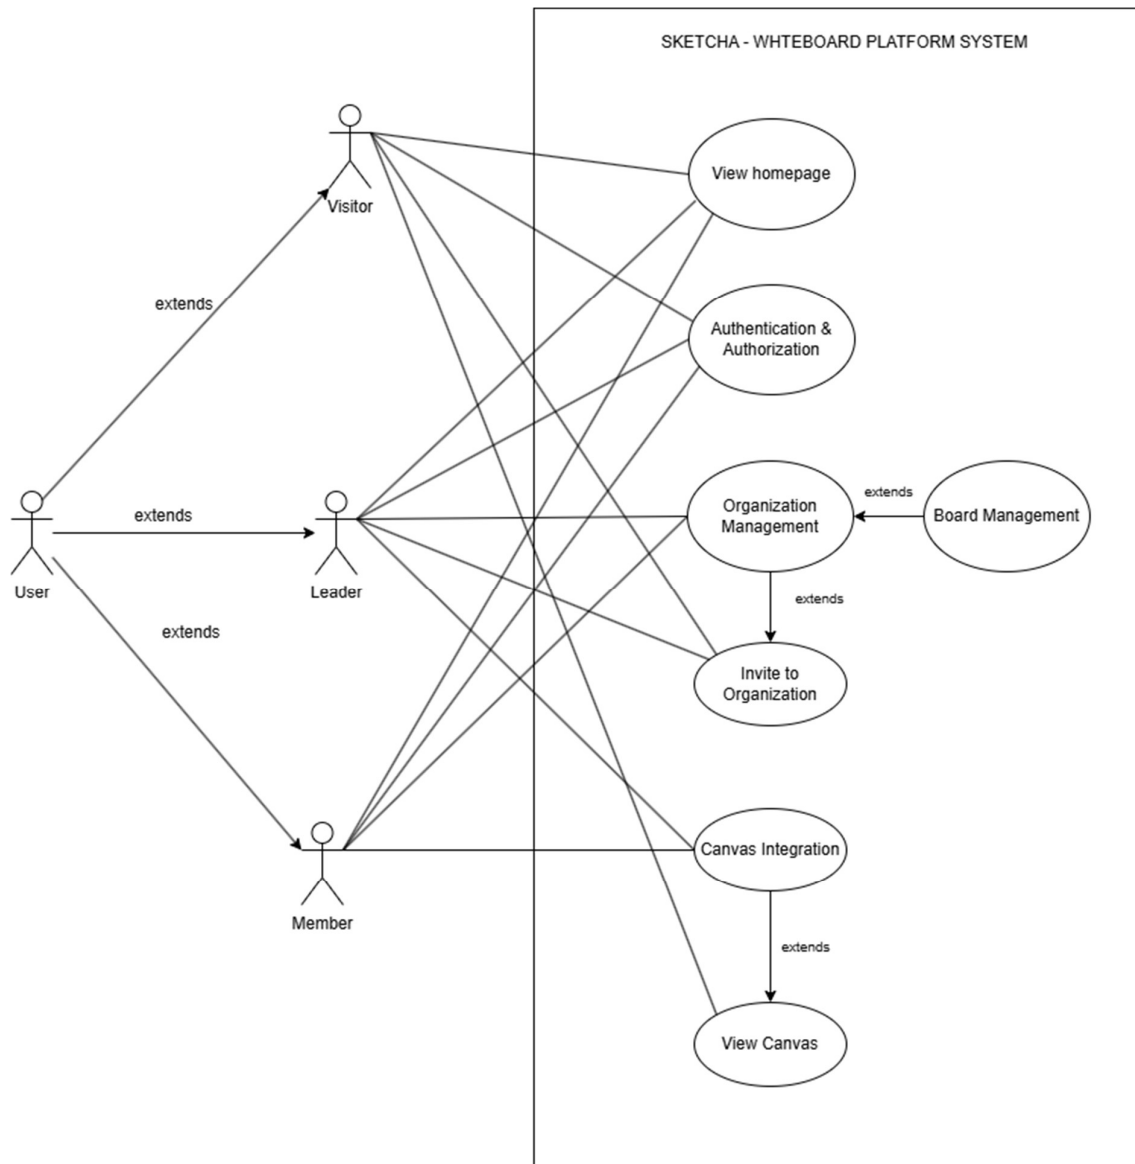 SKETCHA - WHTEBOARD PLATFORM SYSTEM
View homepage
Visitor
extends
Authentication &
Authorization
extends
Organization
Management
extends
Board Management
User
Leader
extends
extends
Invite to
Organization
Canvas Integration
Member
extends
View Canvas